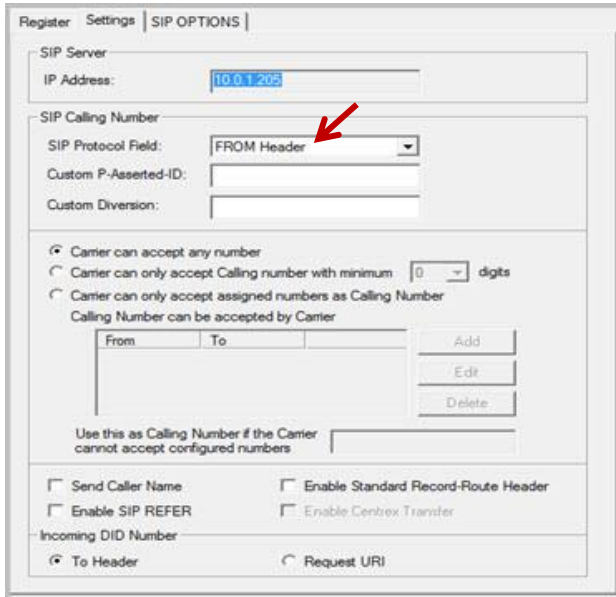 Register Settings SIP OPTIONS
SIP Server
IP Address: 10.0.1.205
SIP Calling Number
SIP Protocol Field: FROM Header
Custom P-Asserted-ID:
Custom Diversion:
Carrier can accept any number
Carrier can only accept Calling number with minimum 0 digits
Carrier can only accept assigned numbers as Calling Number
Calling Number can be accepted by Carrier
From To
Add
Edit
Delete
Use this as Calling Number if the Carrier
cannot accept configured numbers
Send Caller Name Enable Standard Record-Route Header
Enable SIP REFER Enable Centrex Transfer
Incoming DID Number
To Header Request URI